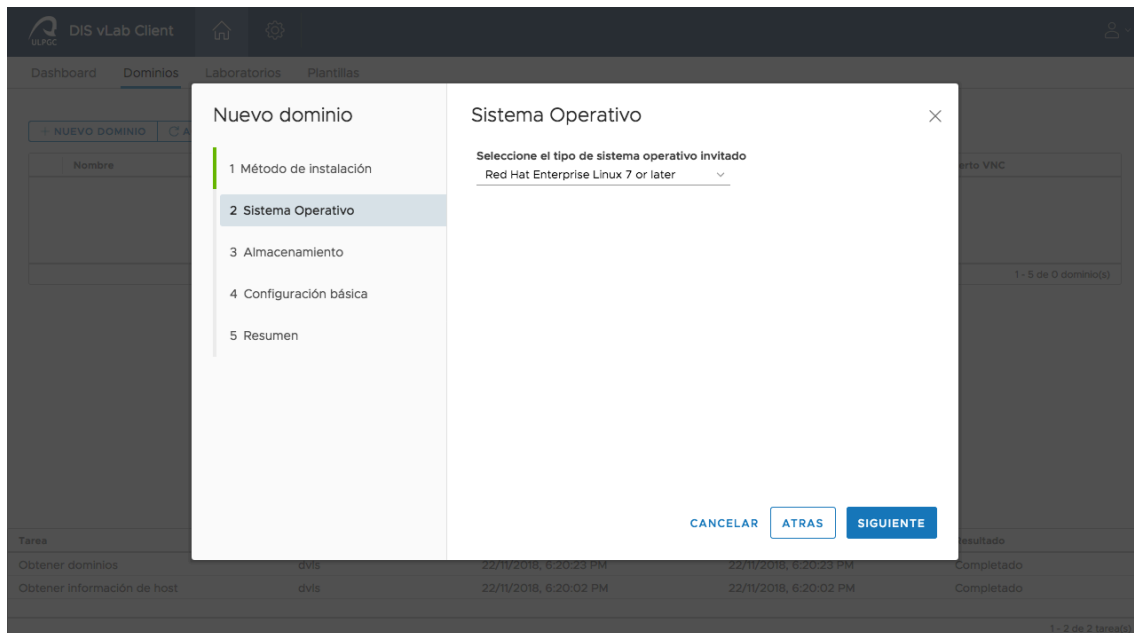 ULPGC
DIS vLab Client
Dashboard Dominios Laboratorios Plantillas
Nuevo dominio
Sistema Operativo
+ NUEVO DOMINIO
Nombre
erto VNC
1 Método de instalación
2 Sistema Operativo
3 Almacenamiento
4 Configuración básica
5 Resumen
Seleccione el tipo de sistema operativo invitado
Red Hat Enterprise Linux 7 or later
1 - 5 de 0 dominio(s)
CANCELAR ATRAS SIGUIENTE
Tarea
Resultado
Obtener dominios dvls 22/11/2018, 6:20:23 PM 22/11/2018, 6:20:23 PM Completado
Obtener información de host dvls 22/11/2018, 6:20:02 PM 22/11/2018, 6:20:02 PM Completado
1 - 2 de 2 tarea(s)